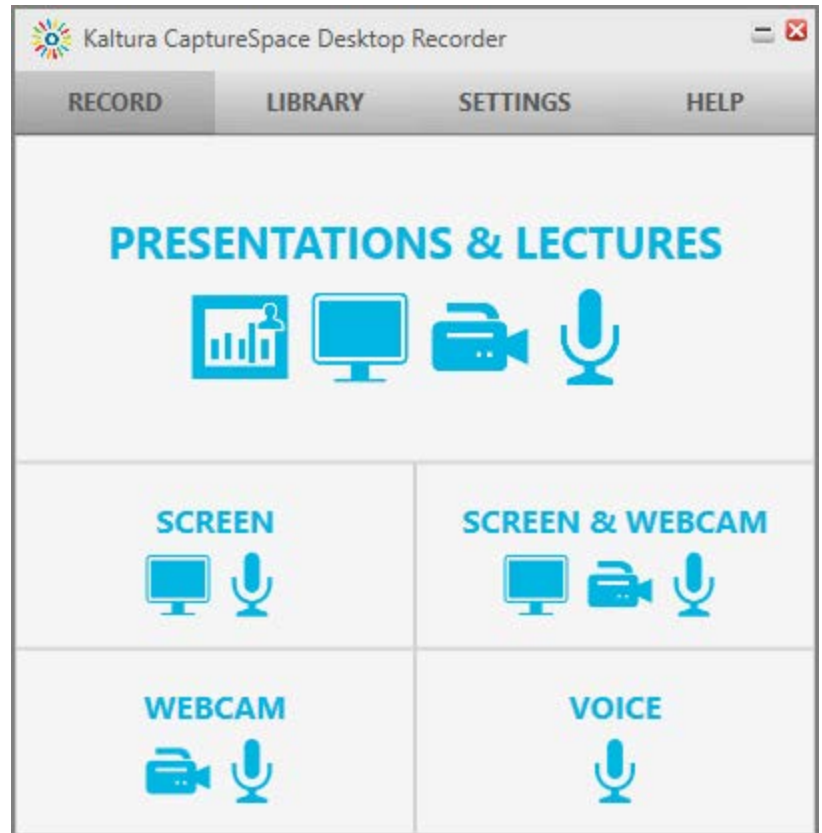 Kaltura CaptureSpace Desktop Recorder
RECORD LIBRARY SETTINGS HELP
PRESENTATIONS & LECTURES
SCREEN SCREEN & WEBCAM
WEBCAM VOICE